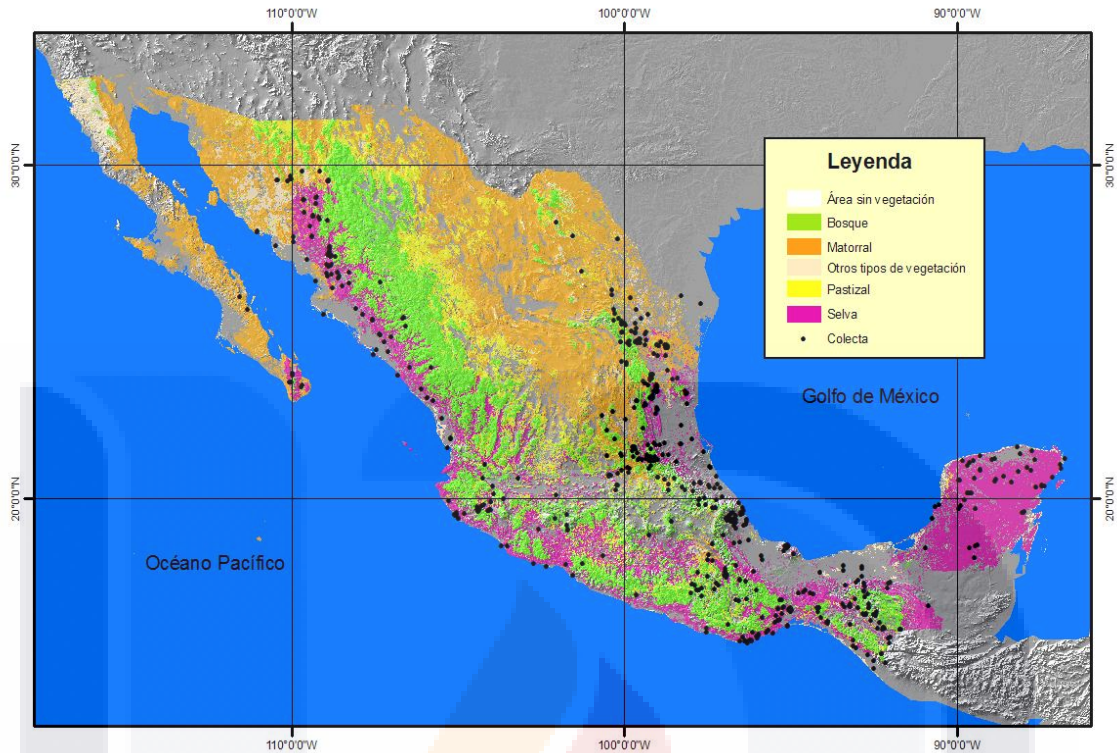 110°0'0"W 100°0'0"W 90°0'0"W
30°0'0"N 30°0'0"N
Leyenda
Área sin vegetación
Bosque
Matorral
Otros tipos de vegetación
Pastizal
Selva
Colecta
Golfo de México
20°0'0"N 20°0'0"N
Océano Pacífico
110°0'0"W 100°0'0"W 90°0'0"W